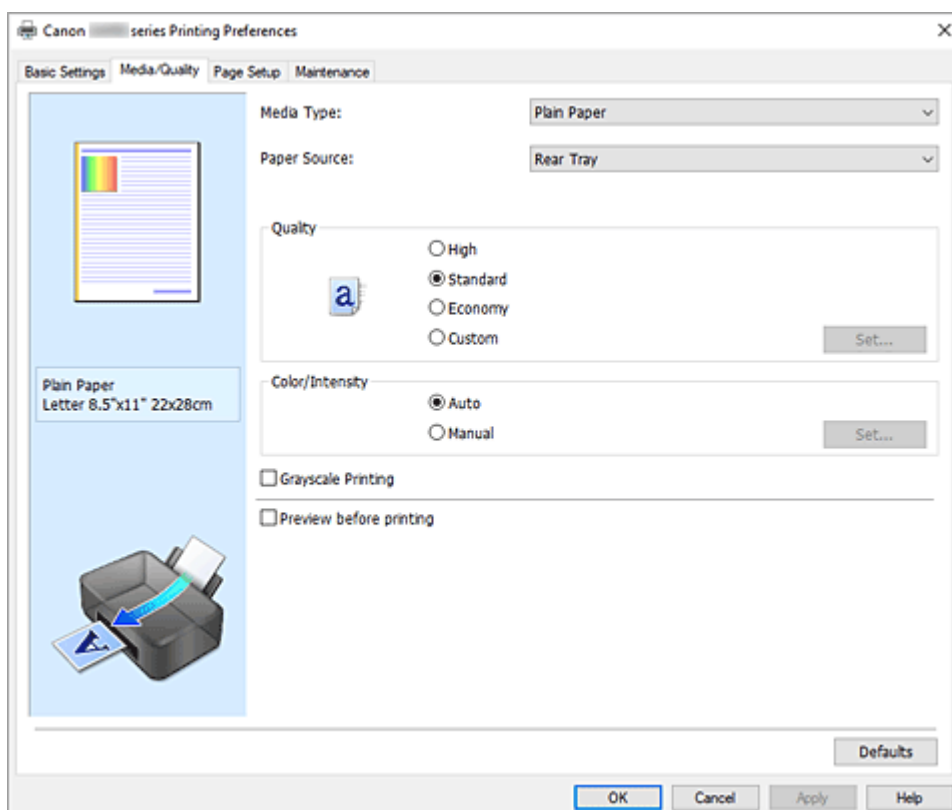 Canon series Printing Preferences
Basic Settings Media/Quality Page Setup Maintenance
Media Type: Plain Paper
Paper Source: Rear Tray
Quality
High
a Standard
Economy
Custom Set...
Plain Paper
Letter 8.5"x11" 22x28cm
Color/Intensity
Auto
Manual Set...
Grayscale Printing
Preview before printing
A
Defaults
OK Cancel Apply Help